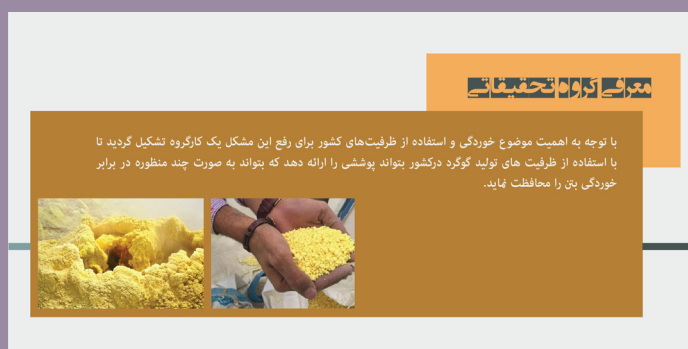 معرفی گروه تحقیقاتی
با توجه به اهمیت موضوع خوردگی و استفاده از ظرفیت‌های کشور برای رفع این مشکل یک کارگروه تشکیل گردید تا
با استفاده از ظرفیت های تولید گوگرد درکشور بتواند پوششی را ارائه دهد که بتواند به صورت چند منظوره در برابر
خوردگی بتن را محافظت نماید.